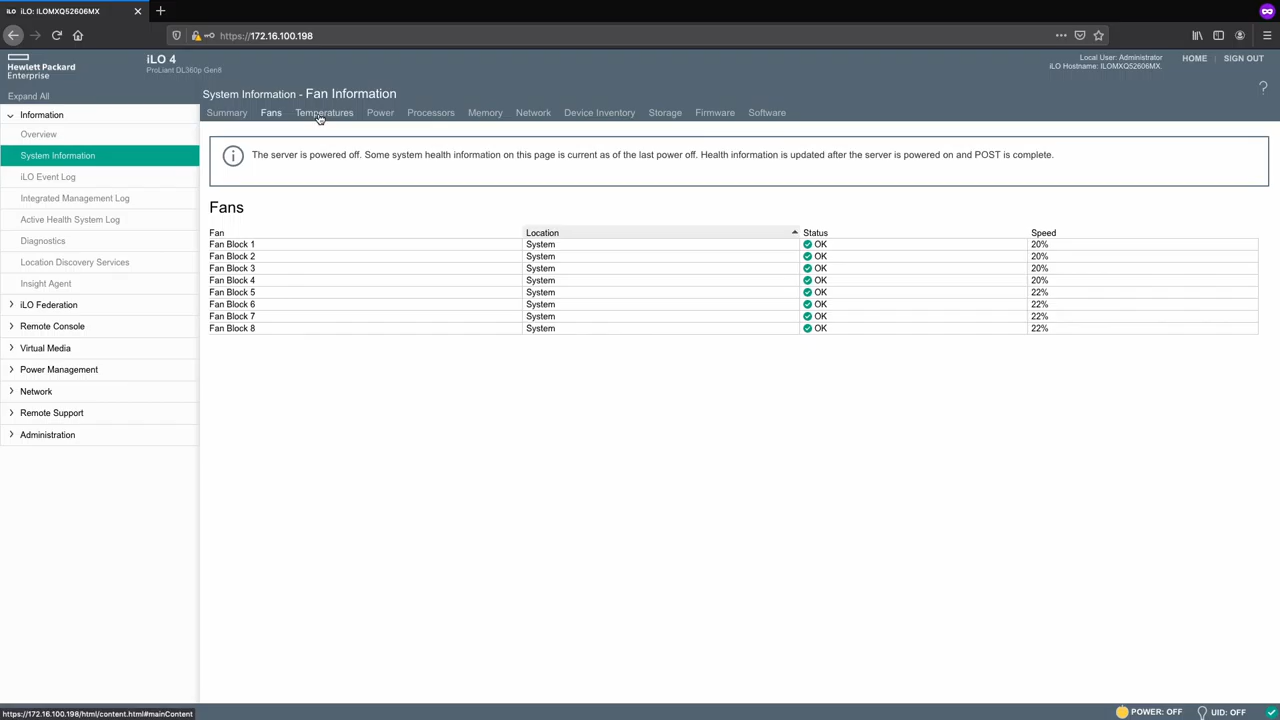 iLO iLO: ILOMXQ52606MX
https://172.16.100.198
Hewlett Packard
Enterprise
iLO 4
ProLiant DL360p Gen8
Local User: Administrator
iLO Hostname: ILOMXQ52606MX.
HOME
SIGN OUT
Expand All
Information
Overview
System Information
iLO Event Log
Integrated Management Log
Active Health System Log
Diagnostics
Location Discovery Services
Insight Agent
iLO Federation
Remote Console
Virtual Media
Power Management
Network
Remote Support
Administration
System Information - Fan Information
?
Summary Fans Temperatures Power Processors Memory Network Device Inventory Storage Firmware Software
The server is powered off. Some system health information on this page is current as of the last power off. Health information is updated after the server is powered on and POST is complete.
Fans
Fan Location Status Speed
Fan Block 1 System OK 20%
Fan Block 2 System OK 20%
Fan Block 3 System OK 20%
Fan Block 4 System OK 20%
Fan Block 5 System OK 22%
Fan Block 6 System OK 22%
Fan Block 7 System OK 22%
Fan Block 8 System OK 22%
https://172.16.100.198/html/content.html#mainContent
POWER: OFF
UID: OFF